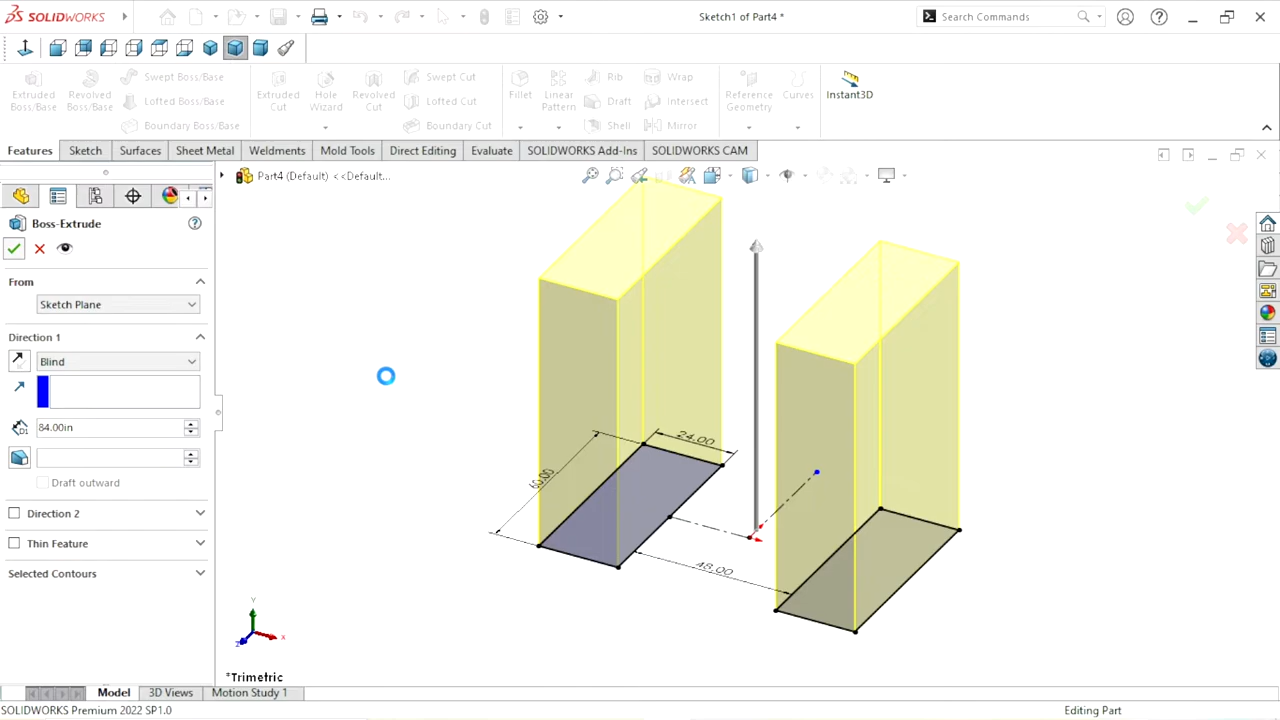 SOLIDWORKS
Sketch1 of Part4 *
Search Commands
Extruded Boss/Base
Revolved Boss/Base
Swept Boss/Base
Lofted Boss/Base
Boundary Boss/Base
Extruded Cut
Hole Wizard
Revolved Cut
Swept Cut
Lofted Cut
Boundary Cut
Fillet
Linear Pattern
Rib
Draft
Shell
Wrap
Intersect
Mirror
Reference Geometry
Curves
Instant3D
Features Sketch Surfaces Sheet Metal Weldments Mold Tools Direct Editing Evaluate SOLIDWORKS Add-Ins SOLIDWORKS CAM
Part4 (Default) <<Default...
Boss-Extrude
From
Sketch Plane
Direction 1
Blind
84.00in
Draft outward
Direction 2
Thin Feature
Selected Contours
24.00
48.00
Y
X
Z
*Trimetric
Model 3D Views Motion Study 1
SOLIDWORKS Premium 2022 SP1.0
Editing Part